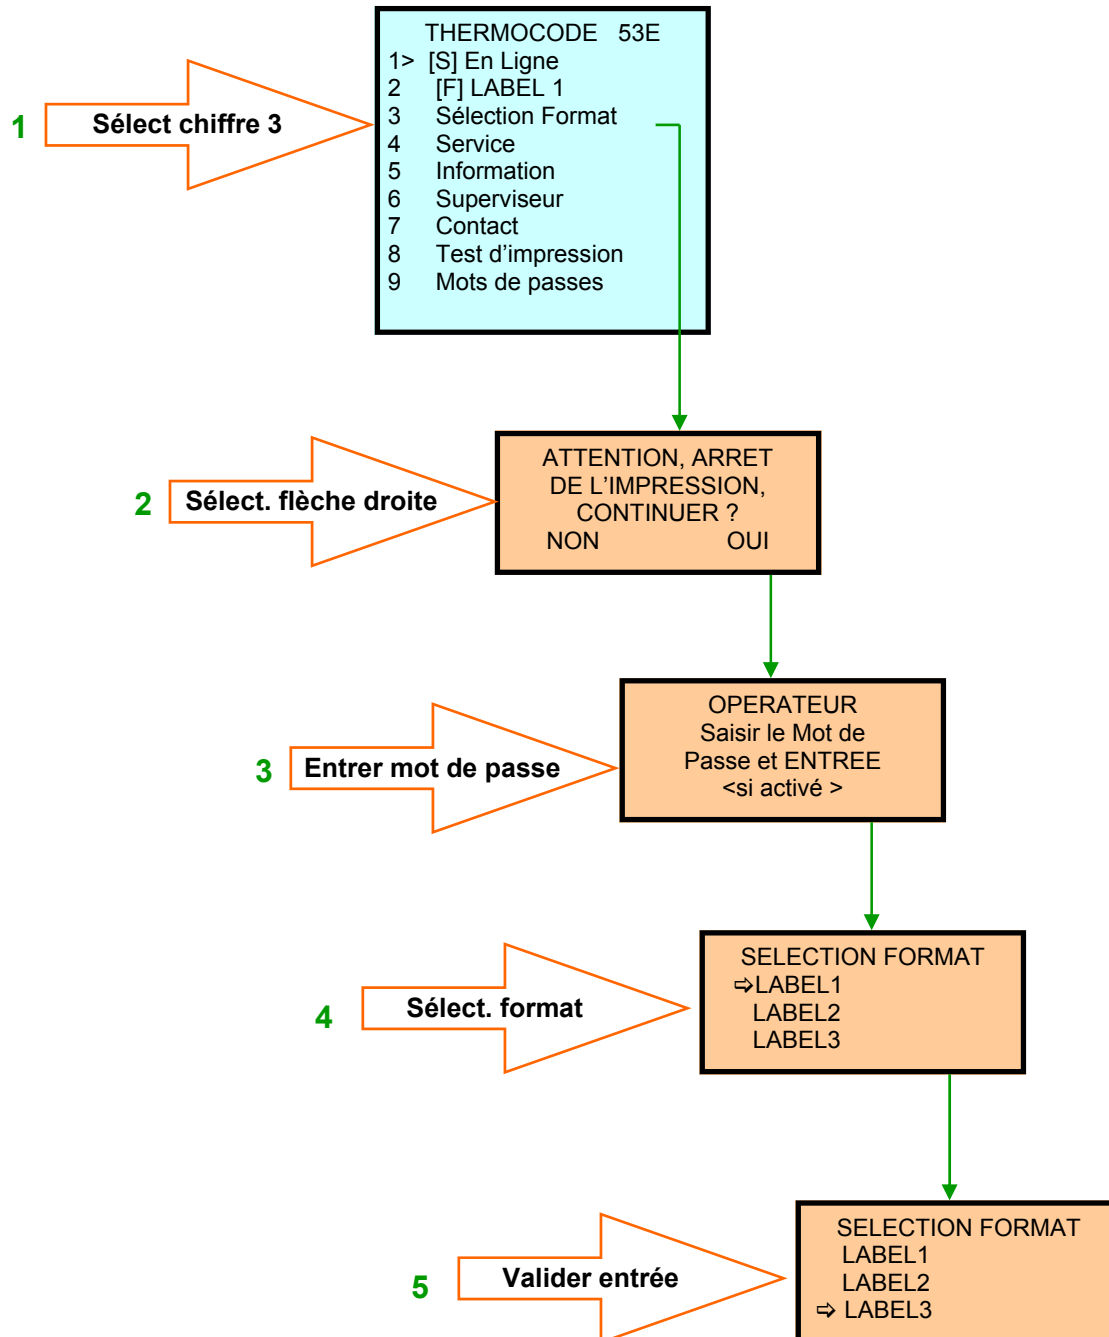 THERMOCODE 53E
1> [S] En Ligne
2 [F] LABEL 1
3 Sélection Format
4 Service
5 Information
6 Superviseur
7 Contact
8 Test d’impression
9 Mots de passes
1 Sélect chiffre 3
ATTENTION, ARRET
DE L’IMPRESSION,
CONTINUER ?
NON OUI
2 Sélect. flèche droite
OPERATEUR
Saisir le Mot de
Passe et ENTREE
<si activé >
3 Entrer mot de passe
SELECTION FORMAT
⇨LABEL1
LABEL2
LABEL3
4 Sélect. format
SELECTION FORMAT
LABEL1
LABEL2
⇨ LABEL3
5 Valider entrée